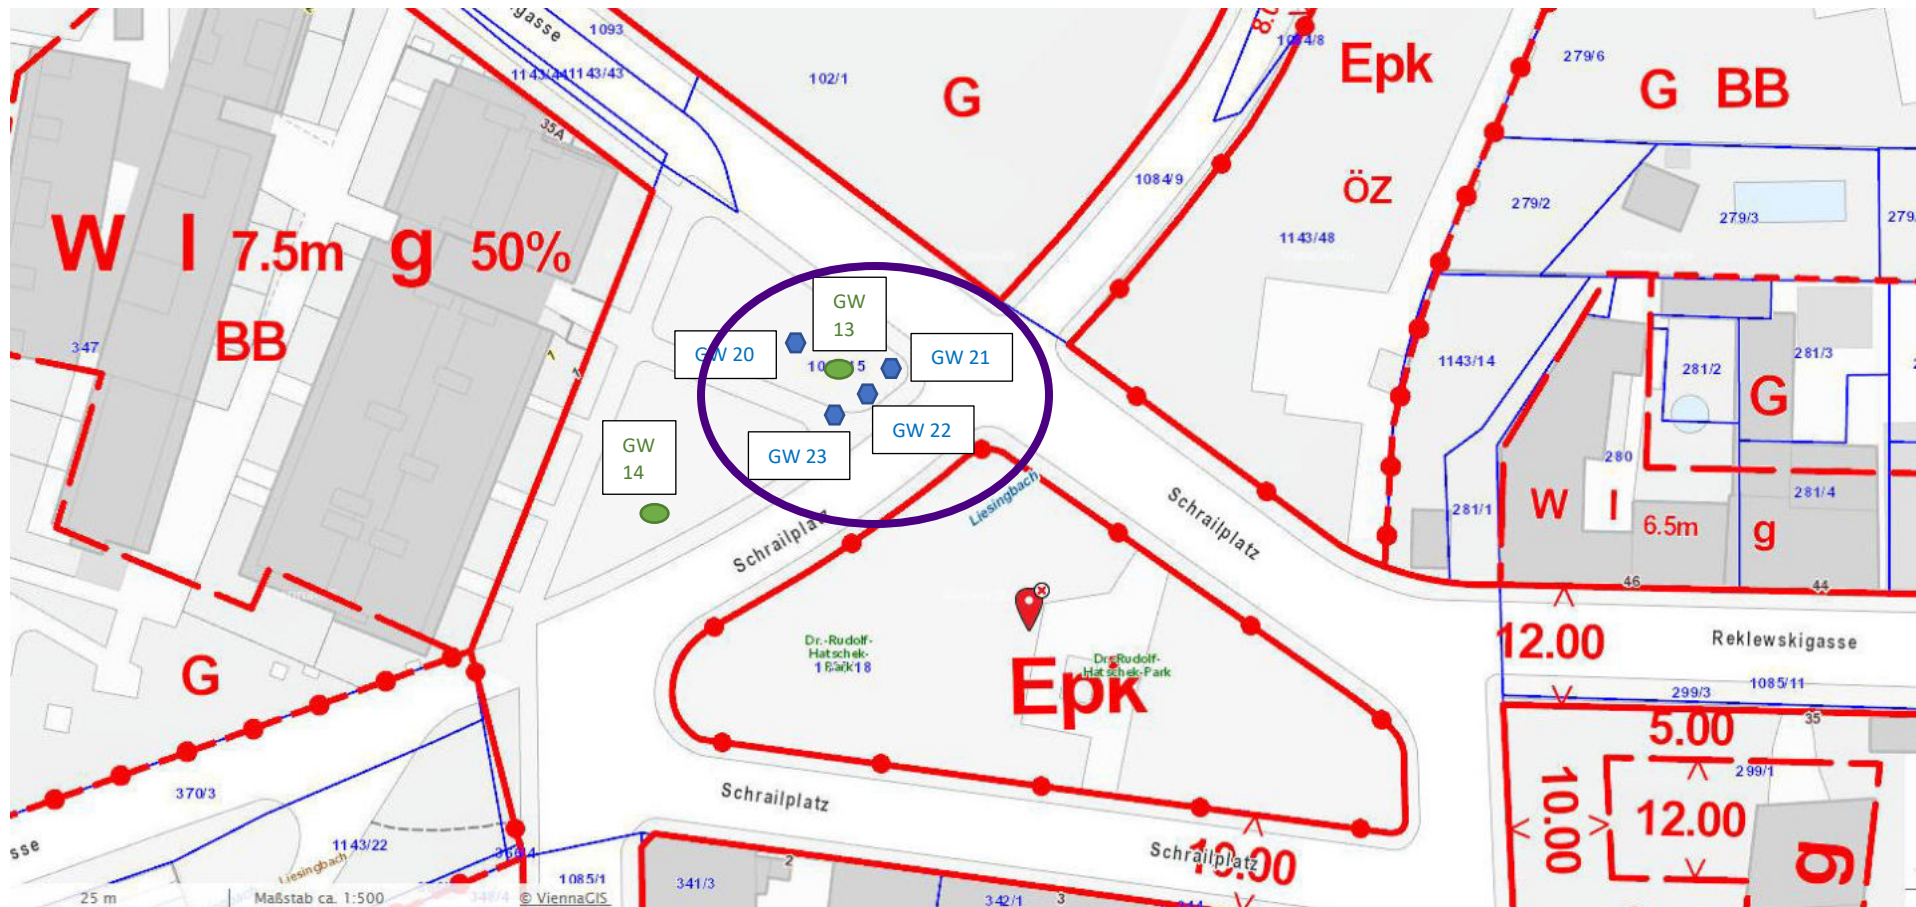 1093
1143/43
102/1
G
1084/8
8.0
Epk
279/6
G BB
35A
1084/9
ÖZ
279/2
279/3
1143/48
W I 7.5m g 50%
BB
347
GW
13
GW 20
GW 21
GW 22
GW 23
GW
14
1
1
1143/14
281/2
281/3
G
280
281/4
281/1
W I 6.5m g
46
44
Liesingbach
Schrailplatz
Schrailplatz
12.00
Reklewskigasse
1085/11
299/3
35
5.00
299/1
10.00
12.00
g
G
Dr.-Rudolf-
Hatschek-
Park
Dr.-Rudolf-
Hatschek-Park
Epk
370/3
Schrailplatz
Schrailplatz
1143/22
Liesingbach
1085/1
341/3
2
342/1
3
25 m
Maßstab ca. 1:500
© ViennaGIS